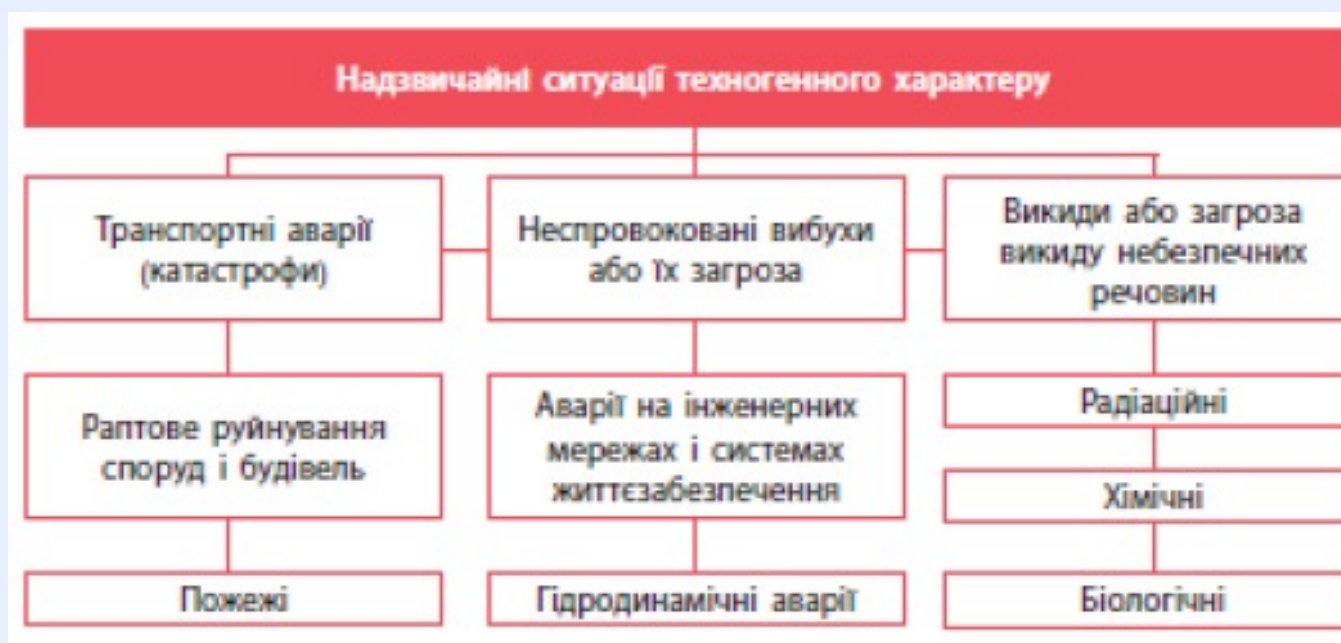 Надзвичайні ситуації техногенного характеру
Транспортні аварії
(катастрофи)
Неспровоковані вибухи
або їх загроза
Викиди або загроза
викиду небезпечних
речовин
Раптове руйнування
споруд і будівель
Аварії на інженерних
мережах і системах
життєзабезпечення
Радіаційні
Хімічні
Пожежі
Гідродинамічні аварії
Біологічні